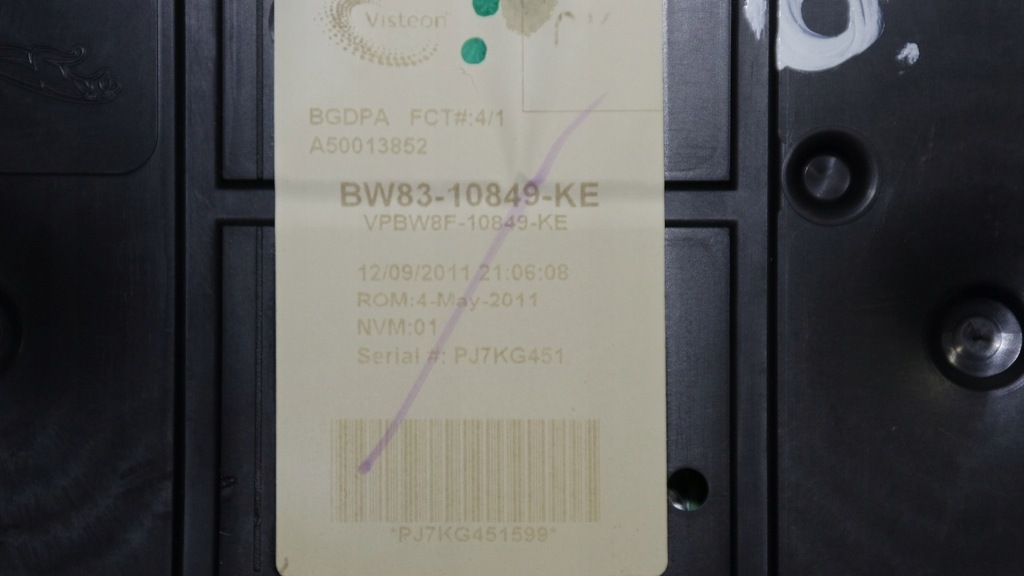 Visteon
BGDPA FCT#:4/1
A50013852
BW83-10849-KE
VPBW8F-10849-KE
12/09/2011 21:06:08
ROM:4-May-2011
NVM:01
Serial #: PJ7KG451
*PJ7KG451599*